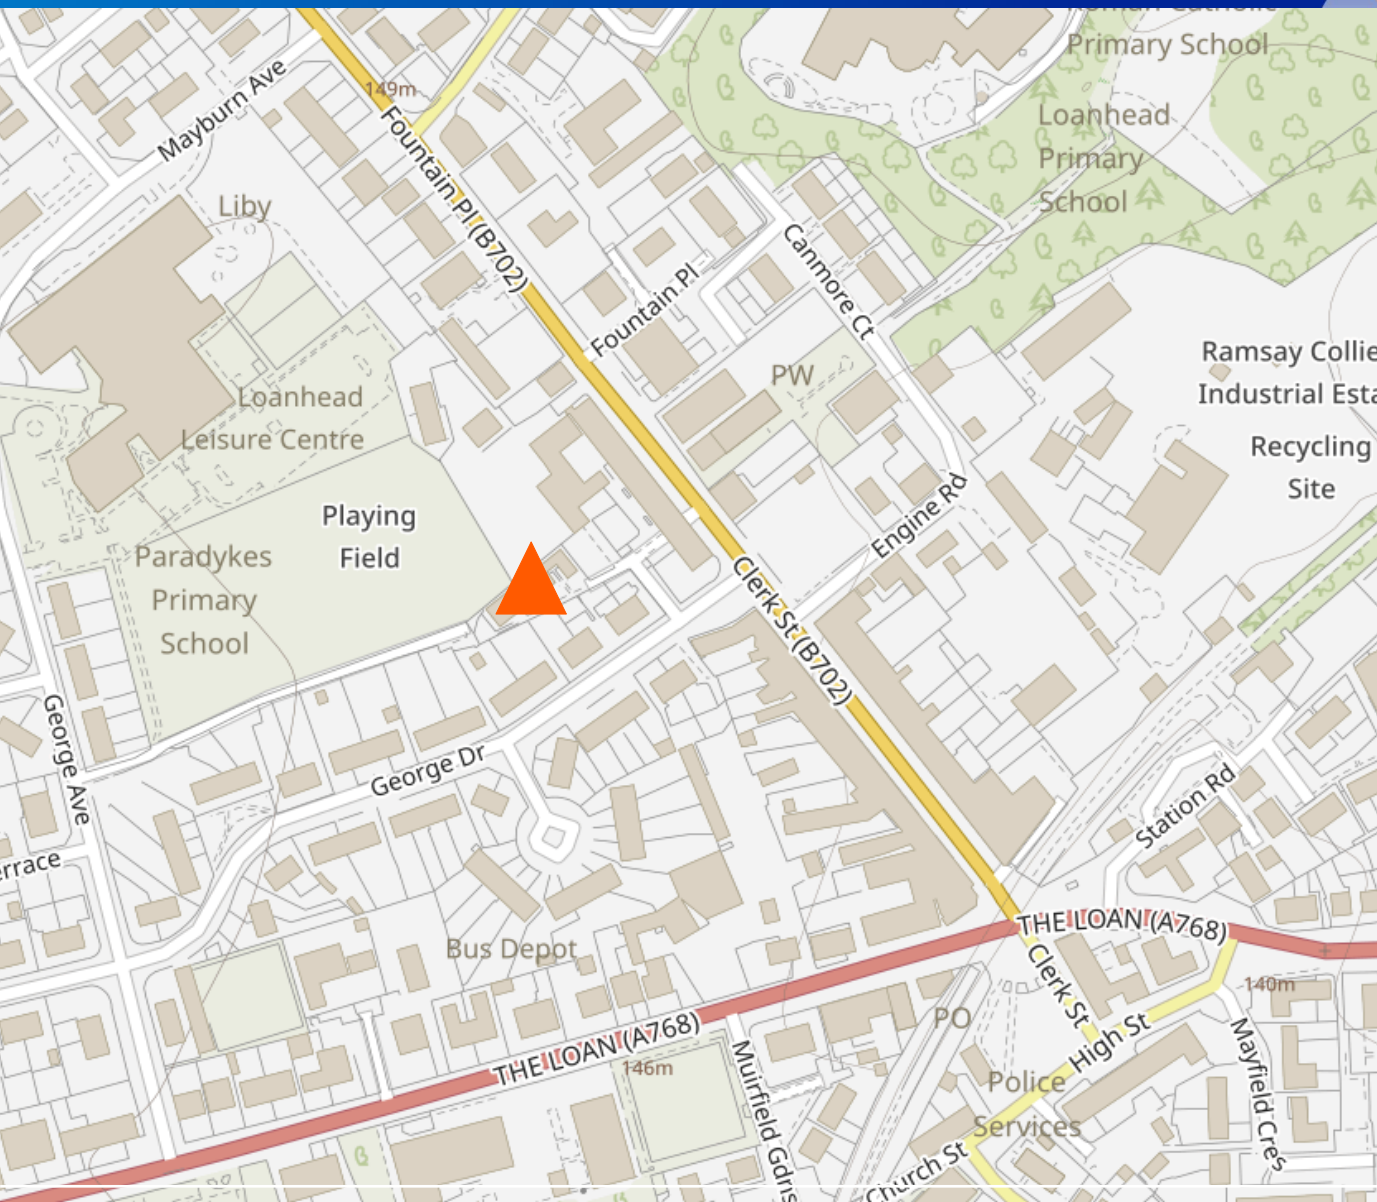 Roman Catholic
Primary School
149m
Mayburn Ave
Fountain Pl (B702)
Loanhead
Primary
School
Liby
Canmore Ct
Fountain Pl
Ramsay Collie
Industrial Esta
PW
Loanhead
Leisure Centre
Recycling
Site
Playing
Field
Engine Rd
Paradykes
Primary
School
Clerk St (B702)
George Ave
George Dr
Station Rd
errace
THE LOAN (A768)
Bus Depot
Clerk St
140m
PO
High St
THE LOAN (A768)
146m
Muirfield Gdns
Mayfield Cres
Police
Services
Church St